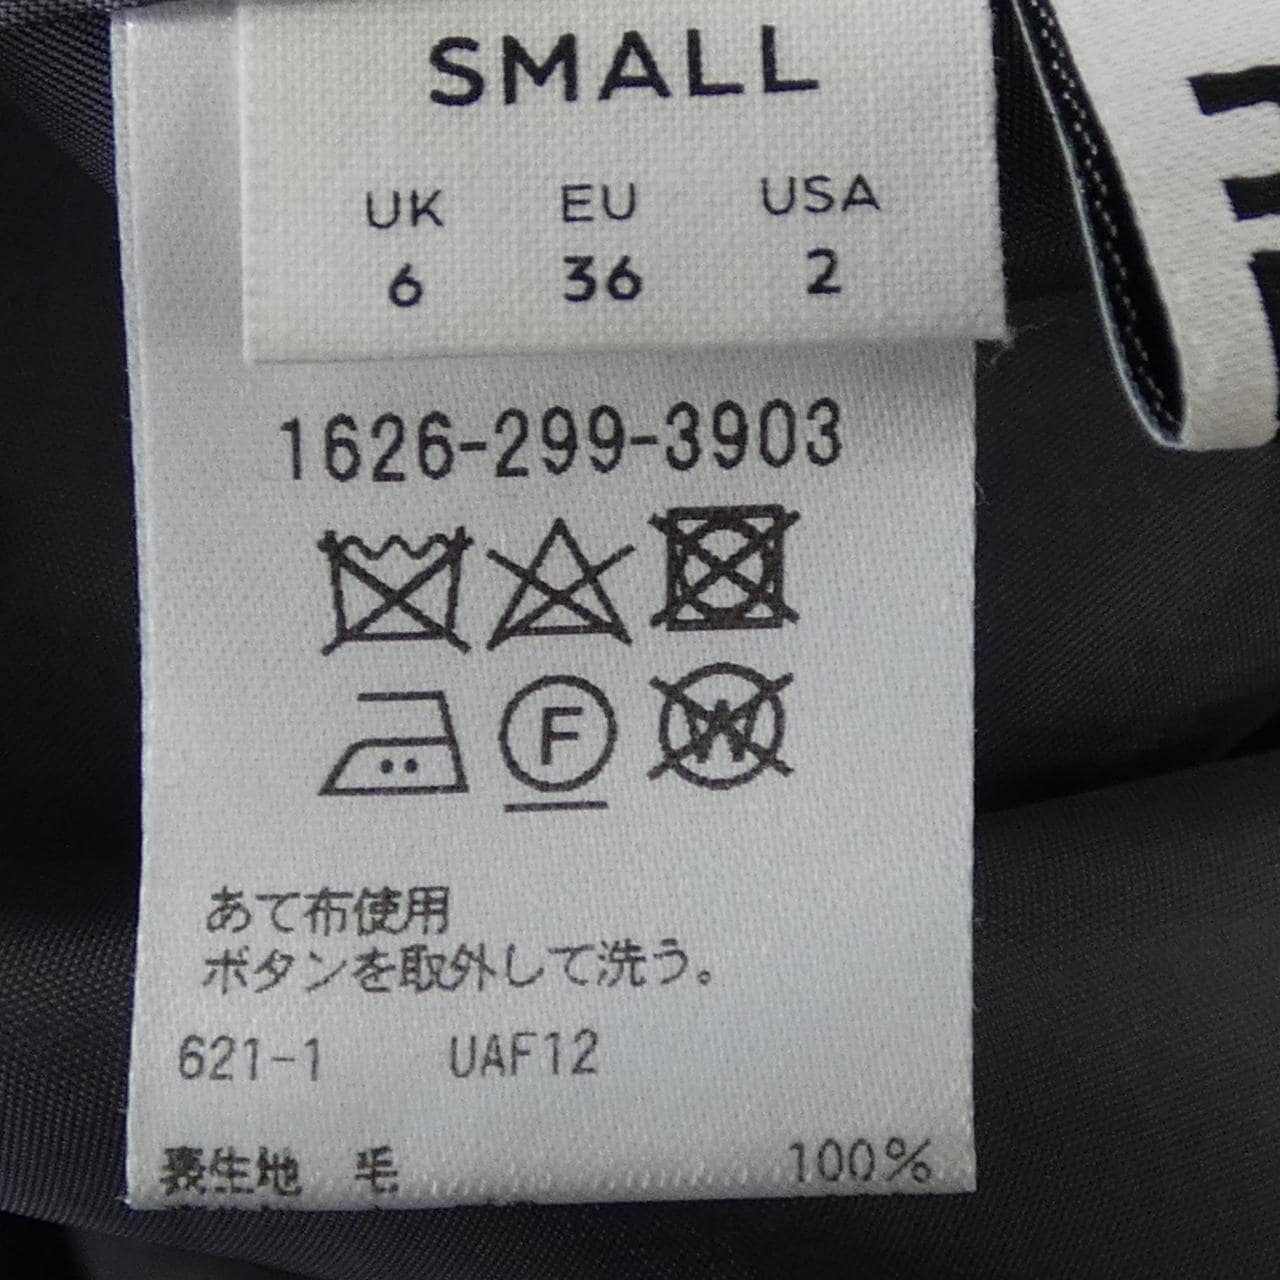 SMALL
UK EU USA
6 36 2
1626-299-3903
F W
あて布使用
ボタンを取外して洗う。
621-1 UAF12
表生地 毛 100%